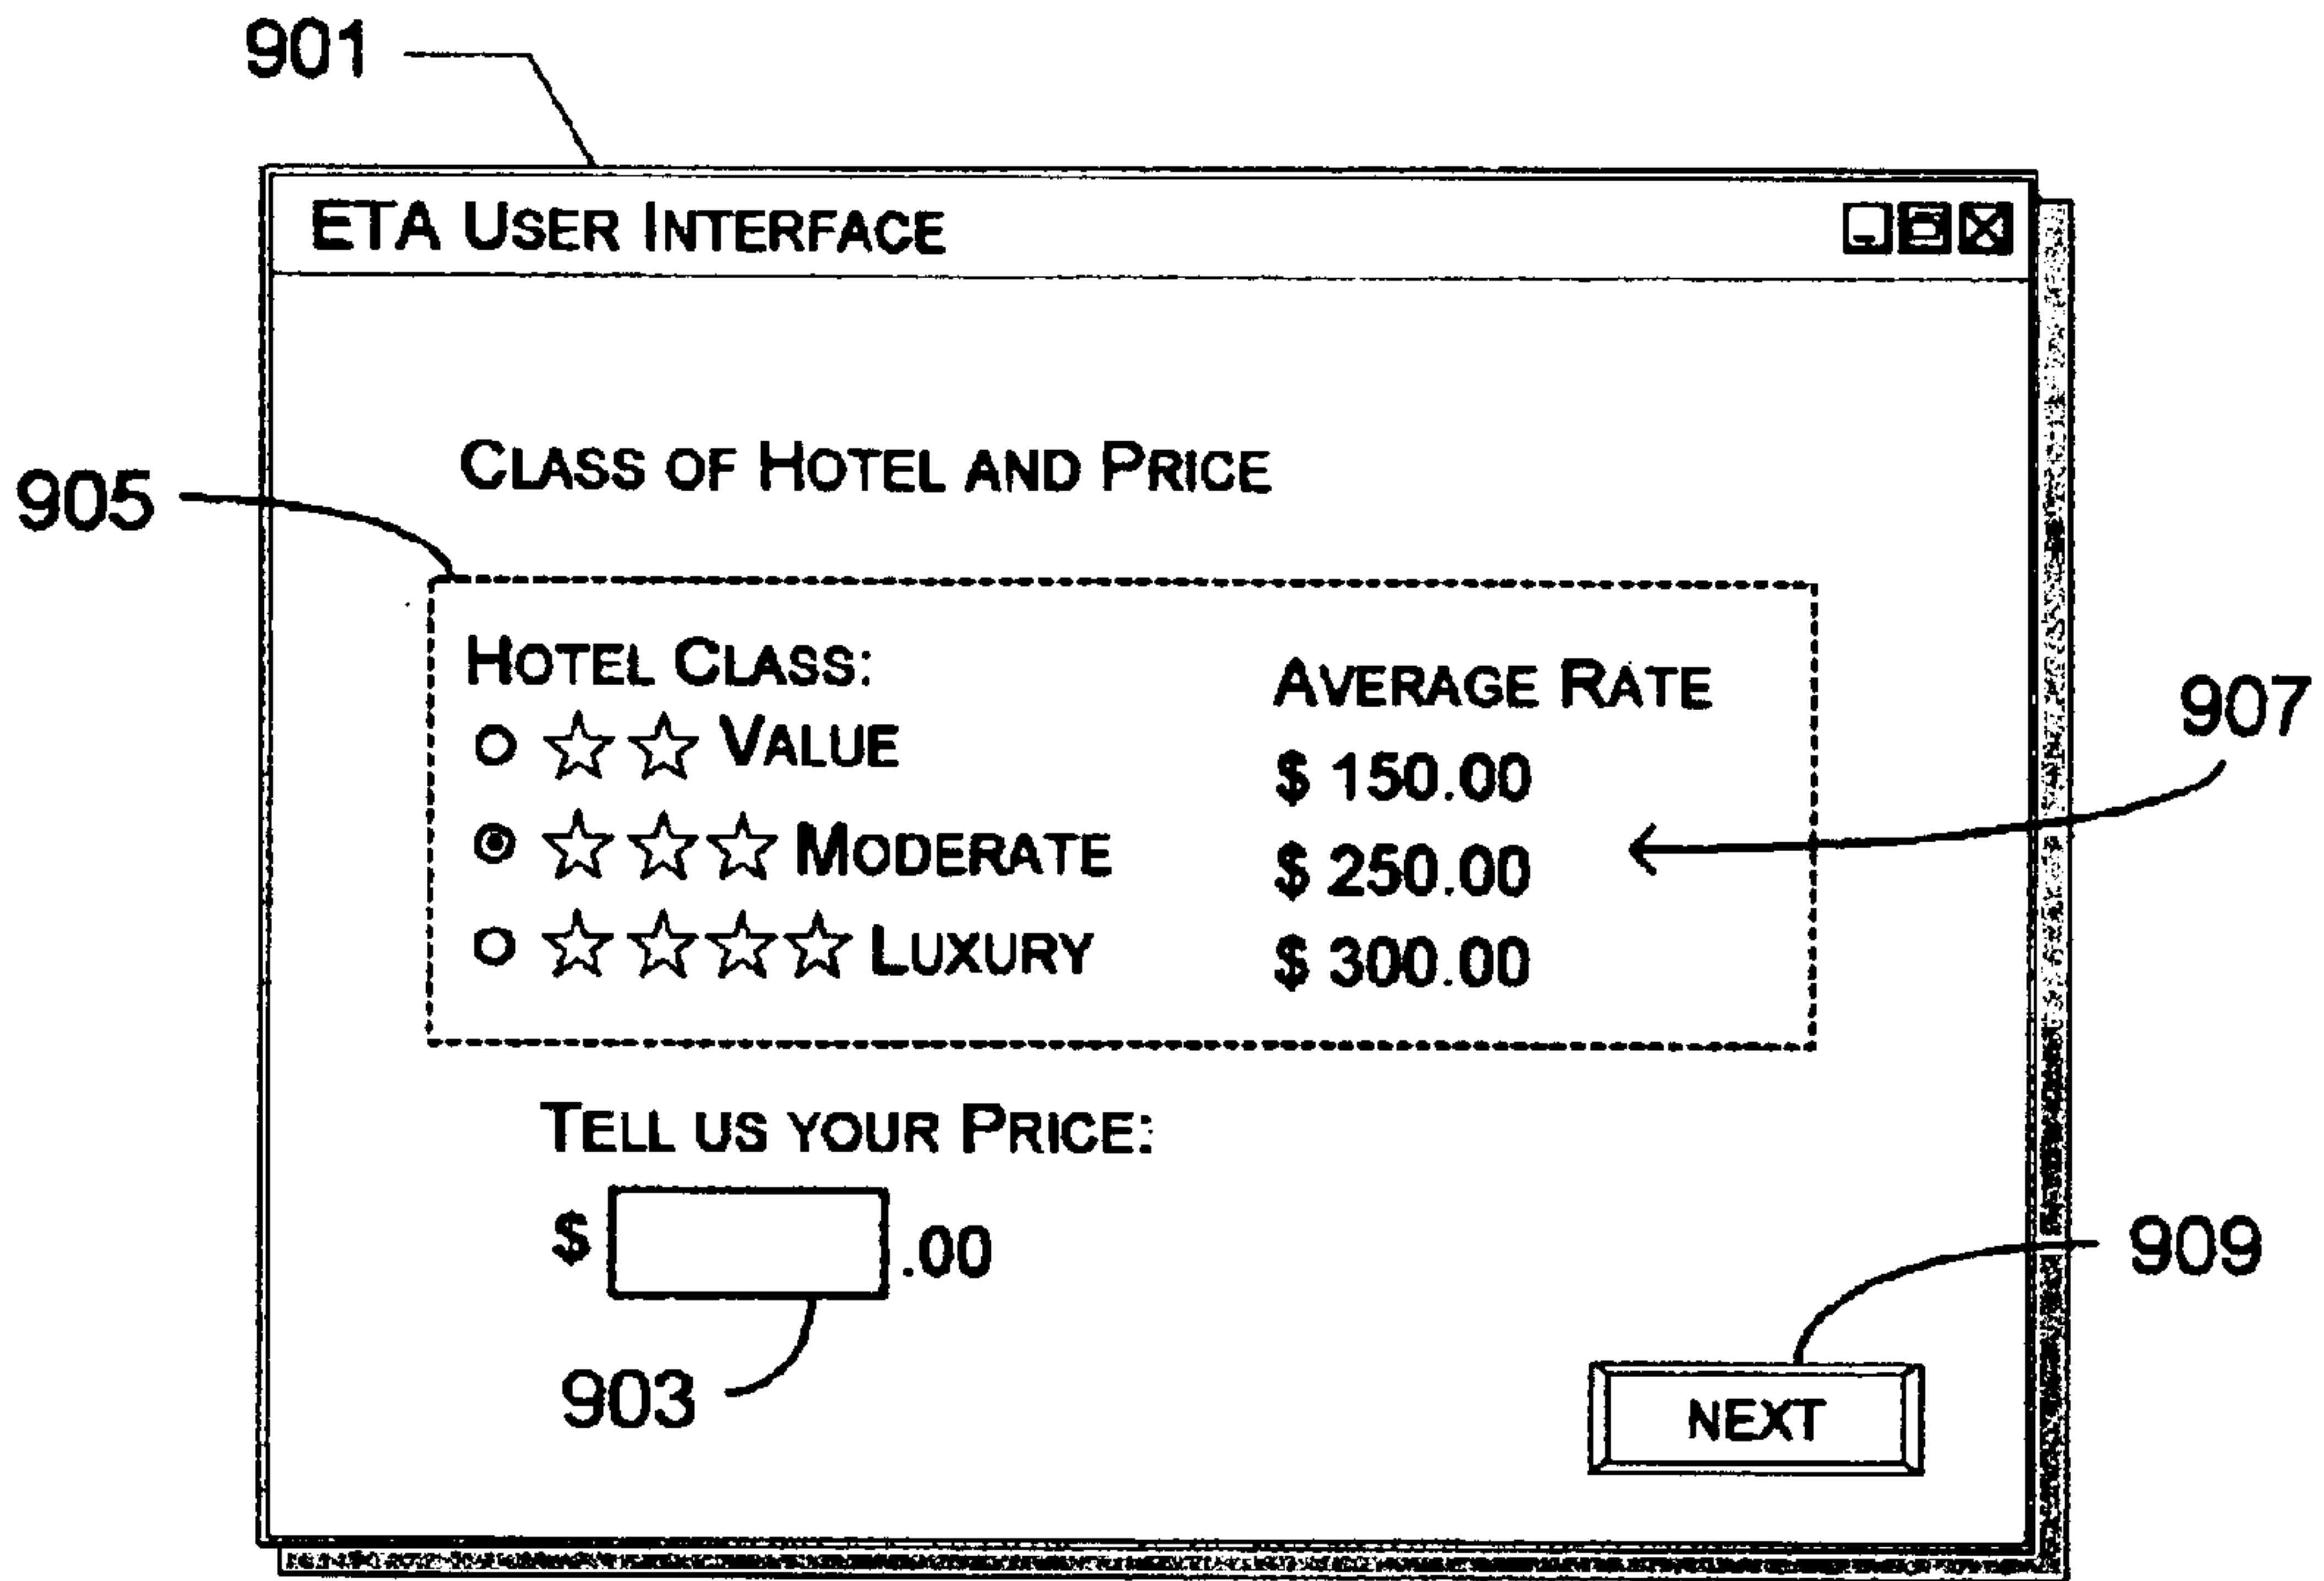 901
ETA USER INTERFACE
CLASS OF HOTEL AND PRICE
905
HOTEL CLASS: AVERAGE RATE
VALUE $ 150.00
MODERATE $ 250.00
LUXURY $ 300.00
907
TELL US YOUR PRICE:
$ .00
903
909
NEXT